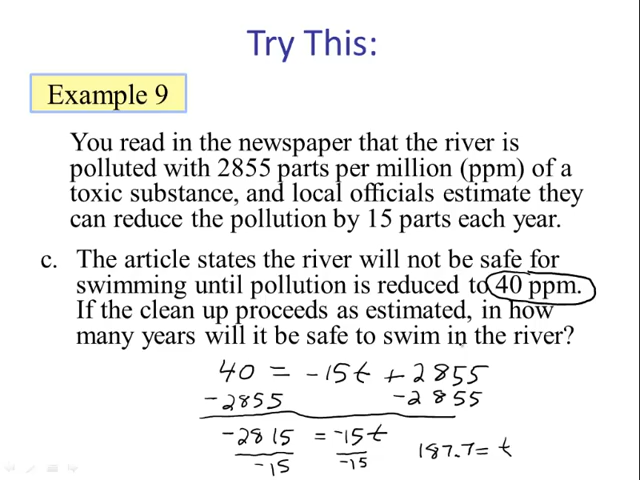 Try This:
Example 9
You read in the newspaper that the river is
polluted with 2855 parts per million (ppm) of a
toxic substance, and local officials estimate they
can reduce the pollution by 15 parts each year.
c. The article states the river will not be safe for
swimming until pollution is reduced to 40 ppm.
If the clean up proceeds as estimated, in how
many years will it be safe to swim in the river?
40 = -15t + 2855
-2855 -2855
-2815 = -15t 187.7 = t
-15 -15